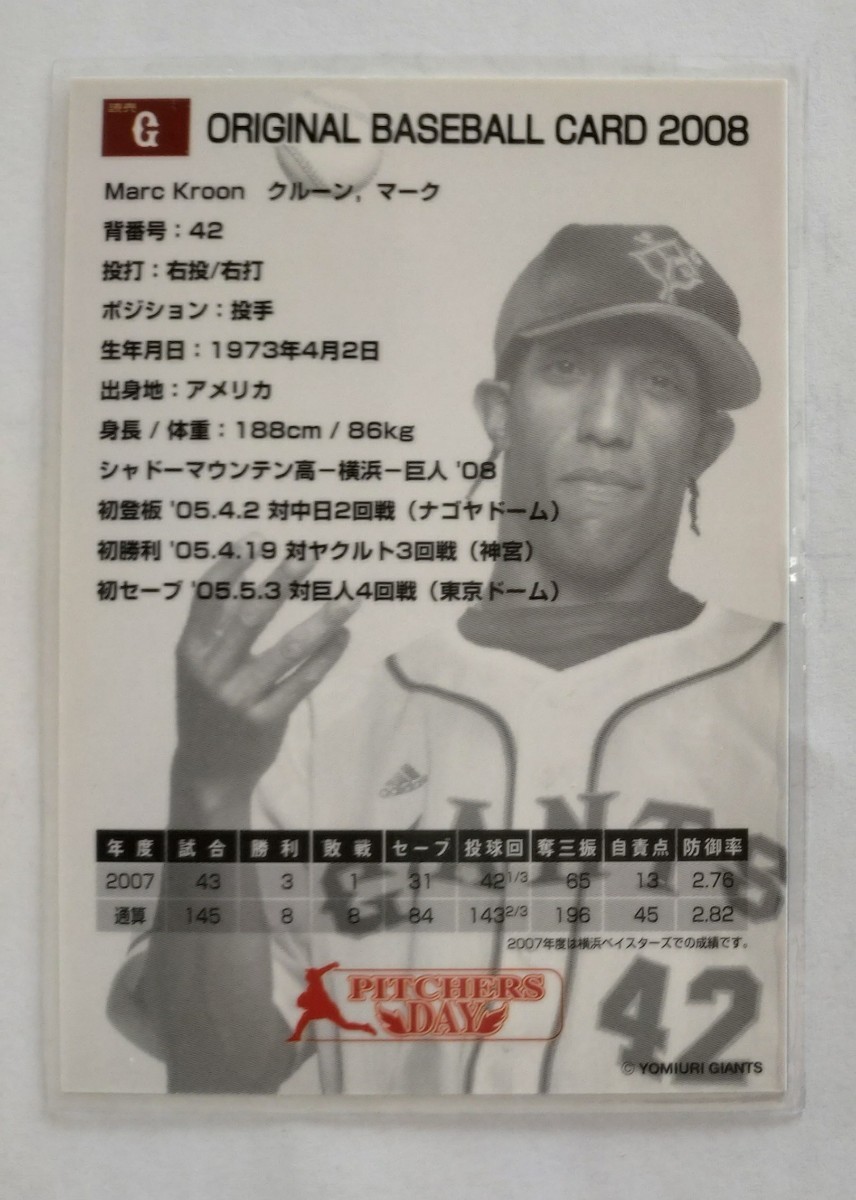 読売
G ORIGINAL BASEBALL CARD 2008
Marc Kroon クルーン, マーク
背番号：42
投打：右投/右打
ポジション：投手
生年月日：1973年4月2日
出身地：アメリカ
身長 / 体重：188cm / 86kg
シャドーマウンテン高－横浜－巨人 '08
初登板 '05.4.2 対中日2回戦（ナゴヤドーム）
初勝利 '05.4.19 対ヤクルト3回戦（神宮）
初セーブ '05.5.3 対巨人4回戦（東京ドーム）
adidas
GIANTS
年度 試合 勝利 敗戦 セーブ 投球回 奪三振 自責点 防御率
2007 43 3 1 31 42 1/3 65 13 2.76
通算 145 8 8 84 143 2/3 196 45 2.82
2007年度は横浜ベイスターズでの成績です。
PITCHERS
DAY
42
© YOMIURI GIANTS